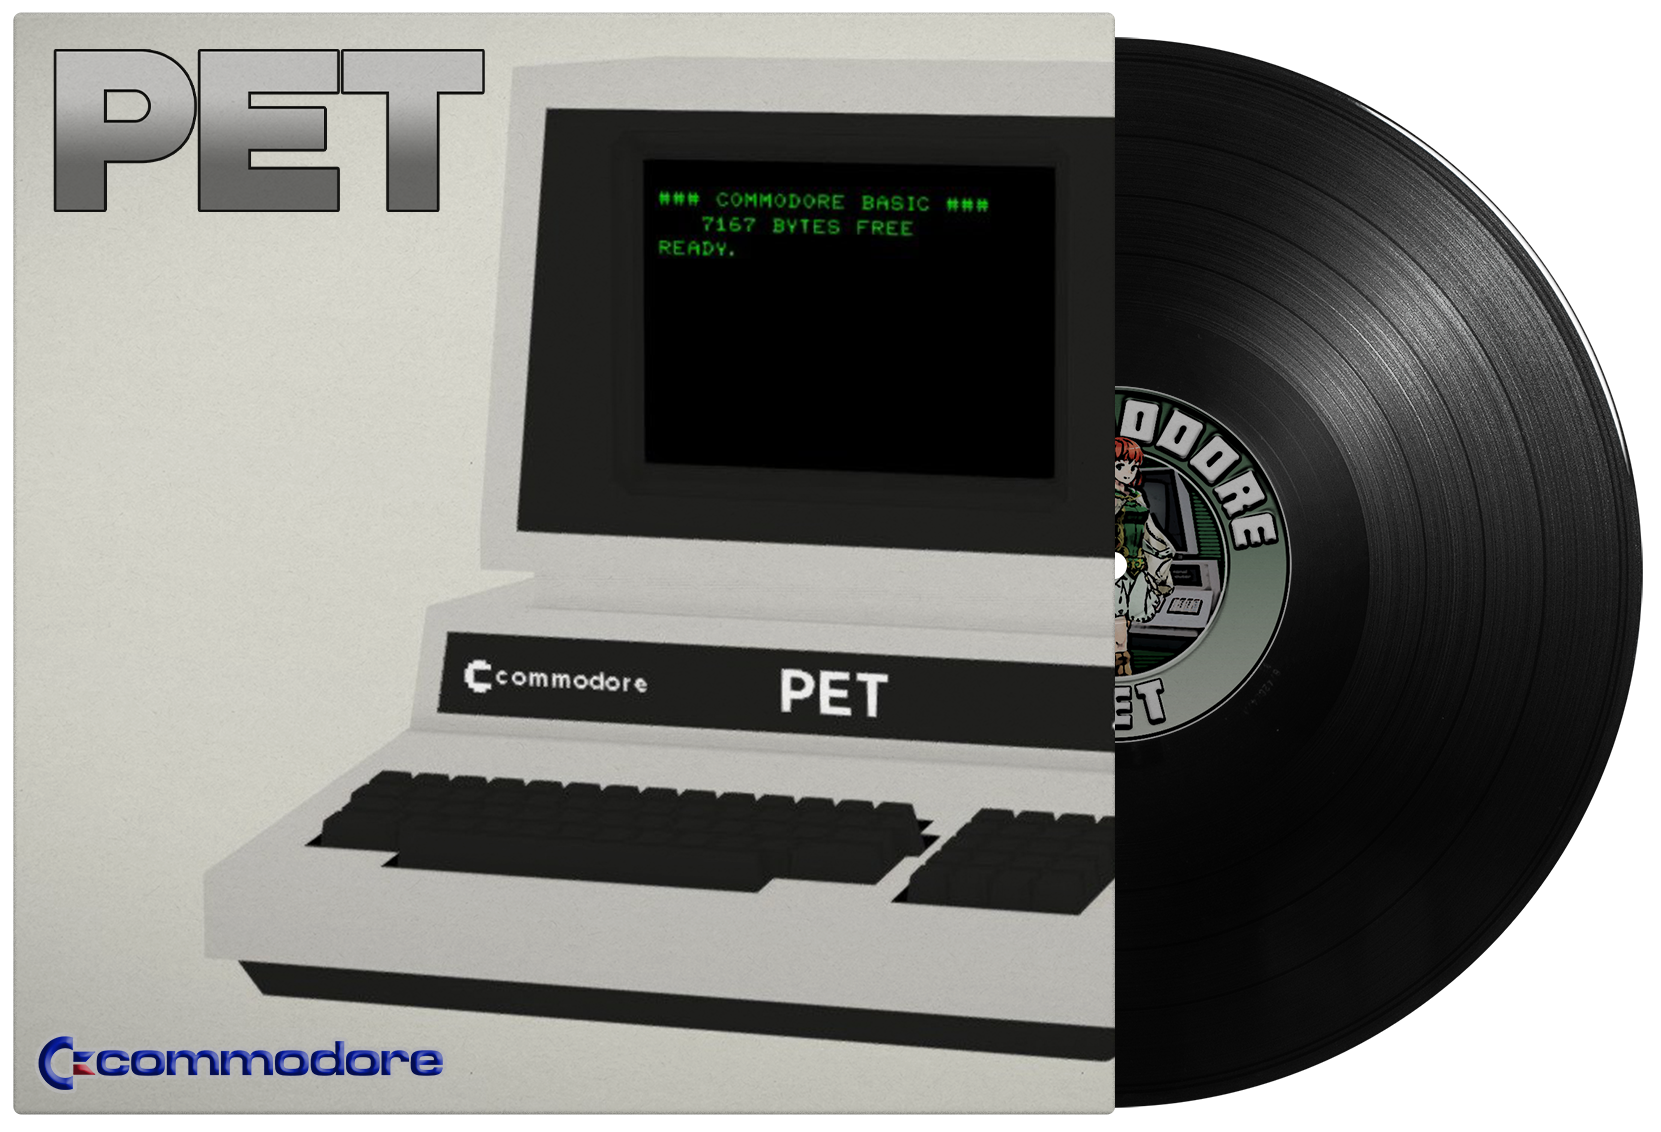 PET
### COMMODORE BASIC ###
7167 BYTES FREE
READY.
commodore
PET
commodore
ODORE
ET